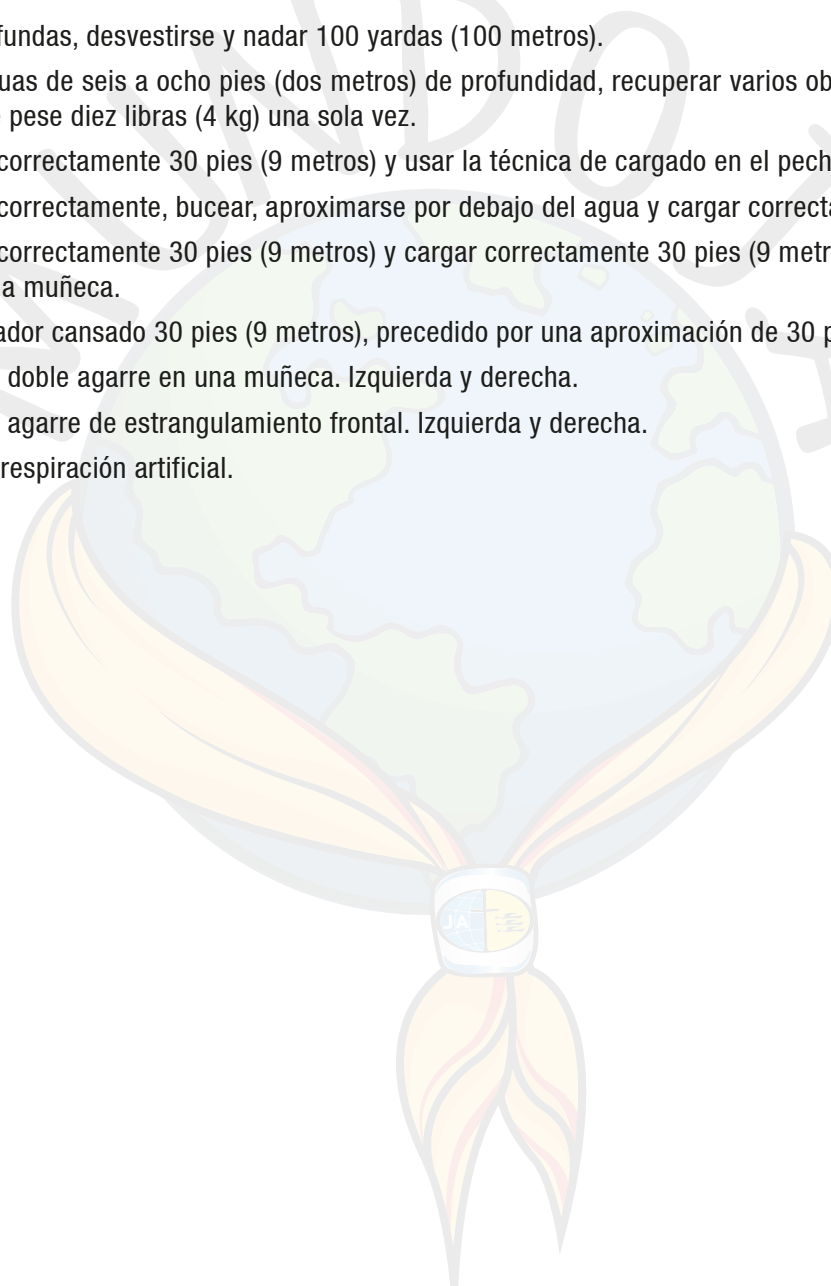 fundas, desvestirse y nadar 100 yardas (100 metros).
uas de seis a ocho pies (dos metros) de profundidad, recuperar varios ob
pese diez libras (4 kg) una sola vez.
correctamente 30 pies (9 metros) y usar la técnica de cargado en el pech
correctamente, bucear, aproximarse por debajo del agua y cargar correcta
correctamente 30 pies (9 metros) y cargar correctamente 30 pies (9 metr
a muñeca.
ador cansado 30 pies (9 metros), precedido por una aproximación de 30 p
doble agarre en una muñeca. Izquierda y derecha.
agarre de estrangulamiento frontal. Izquierda y derecha.
respiración artificial.
MUNDO JA
JA